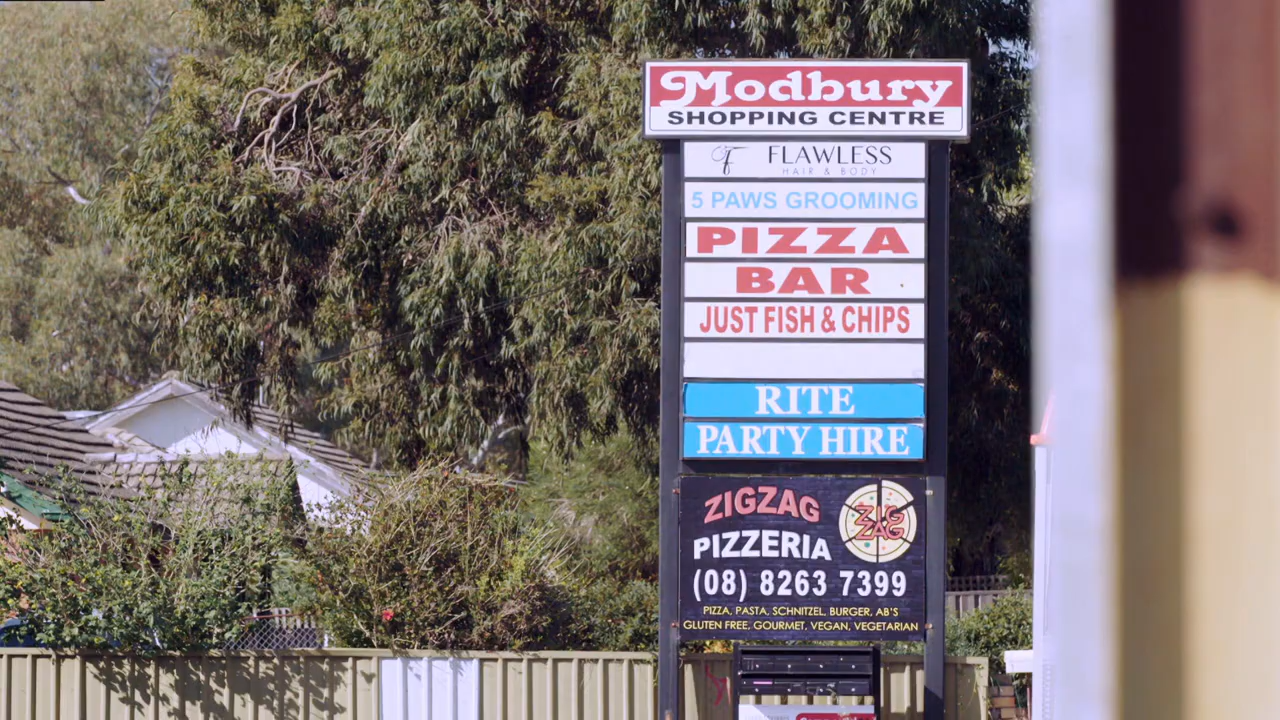 Modbury
SHOPPING CENTRE
FLAWLESS
HAIR & BODY
5 PAWS GROOMING
PIZZA
BAR
JUST FISH & CHIPS
RITE
PARTY HIRE
ZIGZAG
PIZZERIA
ZIG
ZAG
(08) 8263 7399
PIZZA, PASTA, SCHNITZEL, BURGER, AB'S
GLUTEN FREE, GOURMET, VEGAN, VEGETARIAN